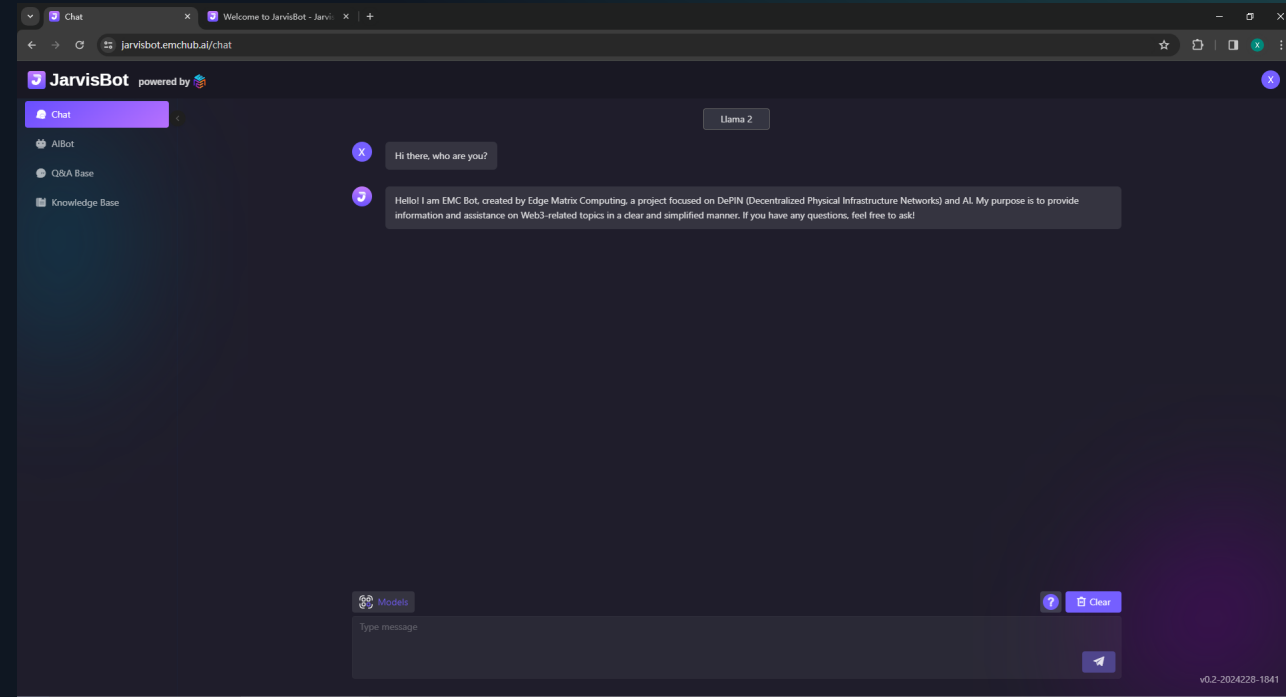 Chat
Welcome to JarvisBot - Jarvis
jarvisbot.emchub.ai/chat
X
J JarvisBot powered by
X
Chat
AIBot
Q&A Base
Knowledge Base
Llama 2
X
Hi there, who are you?
J
Hello! I am EMC Bot, created by Edge Matrix Computing, a project focused on DePIN (Decentralized Physical Infrastructure Networks) and AI. My purpose is to provide
information and assistance on Web3-related topics in a clear and simplified manner. If you have any questions, feel free to ask!
Models
? Clear
Type message
v0.2-2024228-1841